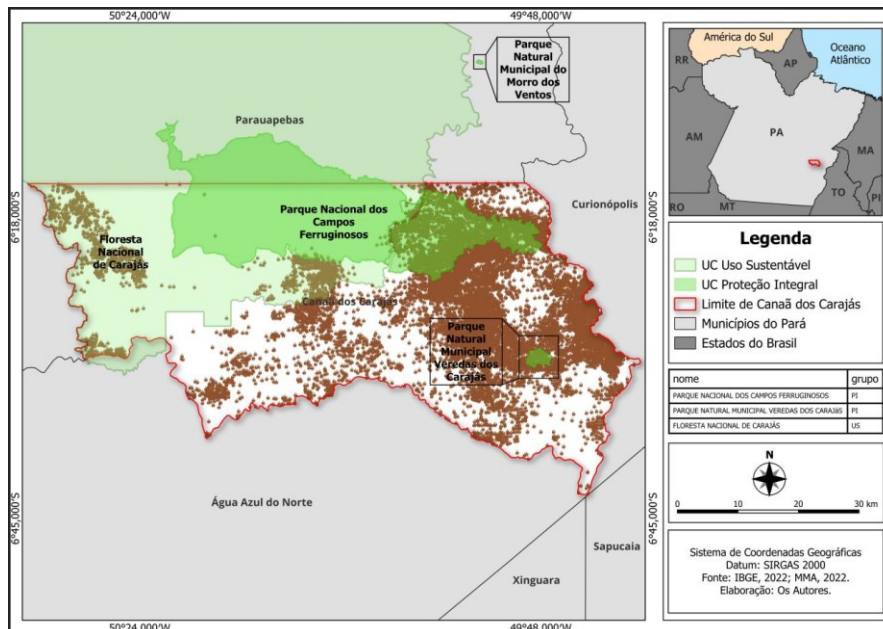 50°24,000'W
49°48,000'W
Parque
Natural
Municipal do
Morro dos
Ventos
Parauapebas
Curionópolis
6°18,000'S
6°18,000'S
Parque Nacional dos
Campos
Ferruginosos
Floresta
Nacional
de Carajás
Canaã dos Carajás
Parque
Natural
Municipal
Veredas dos
Carajás
Água Azul do Norte
6°45,000'S
6°45,000'S
Sapucaia
Xinguara
50°24,000'W
49°48,000'W
América do Sul
Oceano
Atlântico
RR
AP
AM
PA
MA
TO
PI
RO
MT
Legenda
UC Uso Sustentável
UC Proteção Integral
Limite de Canaã dos Carajás
Municípios do Pará
Estados do Brasil
nome grupo
PARQUE NACIONAL DOS CAMPOS FERRUGINOSOS PI
PARQUE NATURAL MUNICIPAL VEREDAS DOS CARAJáS PI
FLORESTA NACIONAL DE CARAJÁS US
N
0 10 20 30 km
Sistema de Coordenadas Geográficas
Datum: SIRGAS 2000
Fonte: IBGE, 2022; MMA, 2022.
Elaboração: Os Autores.